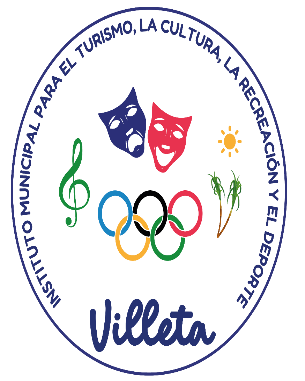 INSTITUTO MUNICIPAL PARA EL TURISMO, LA CULTURA, LA RECREACIÓN Y EL DEPORTE
Villeta